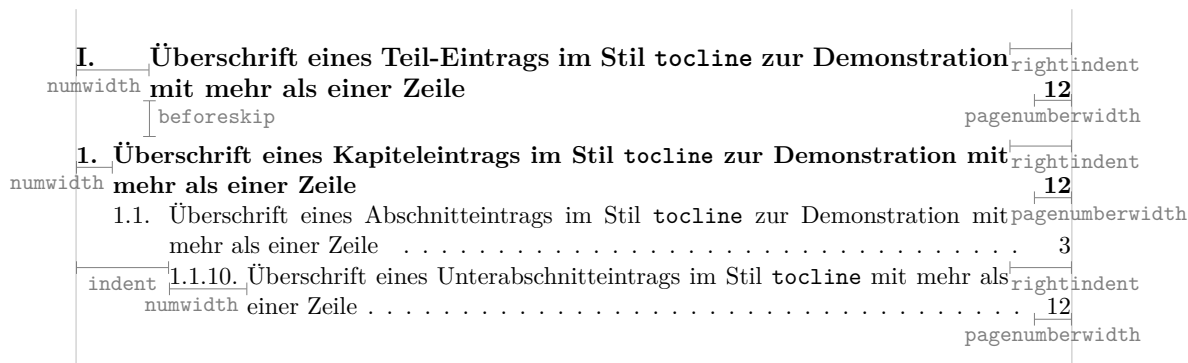 I. Überschrift eines Teil-Eintrags im Stil tocline zur Demonstration
rightindent
numwidth mit mehr als einer Zeile 12
beforeskip pagenumberwidth
1. Überschrift eines Kapiteleintrags im Stil tocline zur Demonstration mit
rightindent
numwidth mehr als einer Zeile 12
1.1. Überschrift eines Abschnitteintrags im Stil tocline zur Demonstration mit pagenumberwidth
mehr als einer Zeile . . . . . . . . . . . . . . . . . . . . . . . . . . . . . . . . 3
indent 1.1.10. Überschrift eines Unterabschnitteintrags im Stil tocline mit mehr als rightindent
numwidth einer Zeile . . . . . . . . . . . . . . . . . . . . . . . . . . . . . . . . . . 12
pagenumberwidth